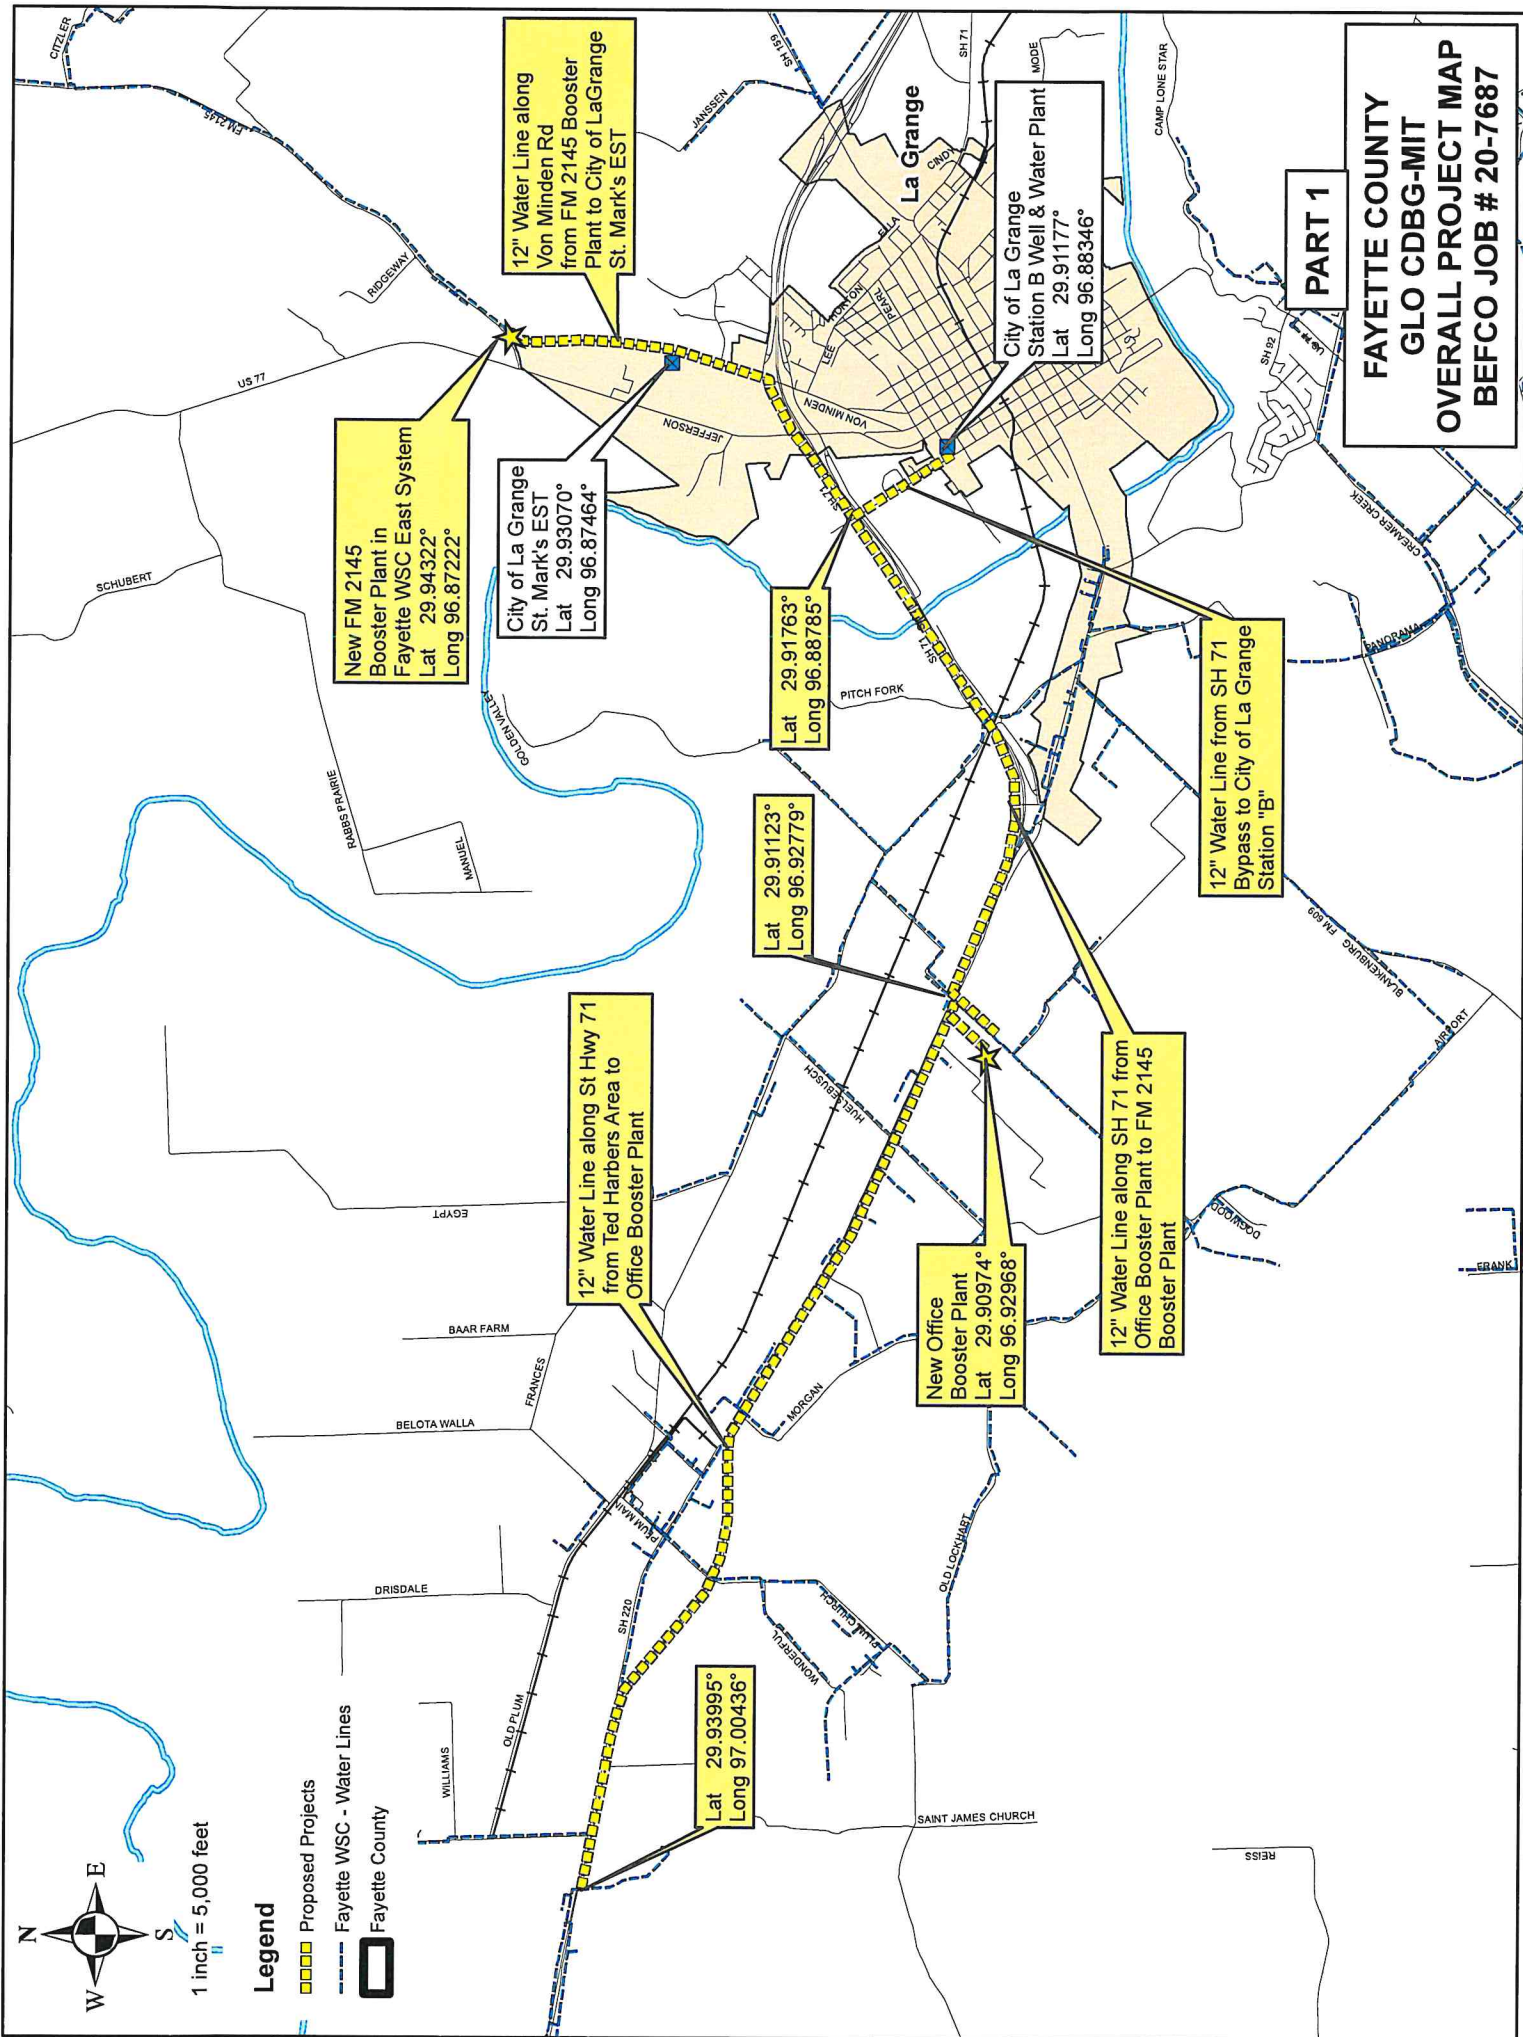 FAYETTE COUNTY
GLO CDBG-MIT
OVERALL PROJECT MAP
BEFCO JOB # 20-7687
PART 1
N
W
E
S
1 inch = 5,000 feet
Legend
Proposed Projects
Fayette WSC - Water Lines
Fayette County
New FM 2145
Booster Plant in
Fayette WSC East System
Lat 29.94322°
Long 96.87222°
12" Water Line along
Von Minden Rd
from FM 2145 Booster
Plant to City of LaGrange
St. Mark's EST
City of La Grange
St. Mark's EST
Lat 29.93070°
Long 96.87464°
Lat 29.91763°
Long 96.88785°
Lat 29.91123°
Long 96.92779°
12" Water Line along St Hwy 71
from Ted Harbers Area to
Office Booster Plant
Lat 29.93995°
Long 97.00436°
New Office
Booster Plant
Lat 29.90974°
Long 96.92968°
12" Water Line along SH 71 from
Office Booster Plant to FM 2145
Booster Plant
12" Water Line from SH 71
Bypass to City of La Grange
Station "B"
City of La Grange
Station B Well & Water Plant
Lat 29.91177°
Long 96.88346°
La Grange
CITZLER
FM 2145
RIDGEWAY
US 77
SCHUBERT
RABBS PRAIRIE
MANUEL
GOLDEN VALLEY
JANSSEN
SH 159
SH 71
MODE
CINDY
ELLA
HORTON
PEARL
LEE
VON MINDEN
JEFFERSON
SH 71
SH 71
PITCH FORK
CAMP LONE STAR
SH 92
US 77
CREAMER CREEK
PANORAMA
FM 609
BLANKENBURG
AIRPORT
DOGWOOD
FRANK
HUELSEBUSCH
EGYPT
BAAR FARM
FRANCES
BELOTA WALLA
MORGAN
PLUM MAIN
DRISDALE
SH 220
OLD PLUM
WILLIAMS
OLD LOCKHART
PLUM CHURCH
WONDERFUL
SAINT JAMES CHURCH
REISS